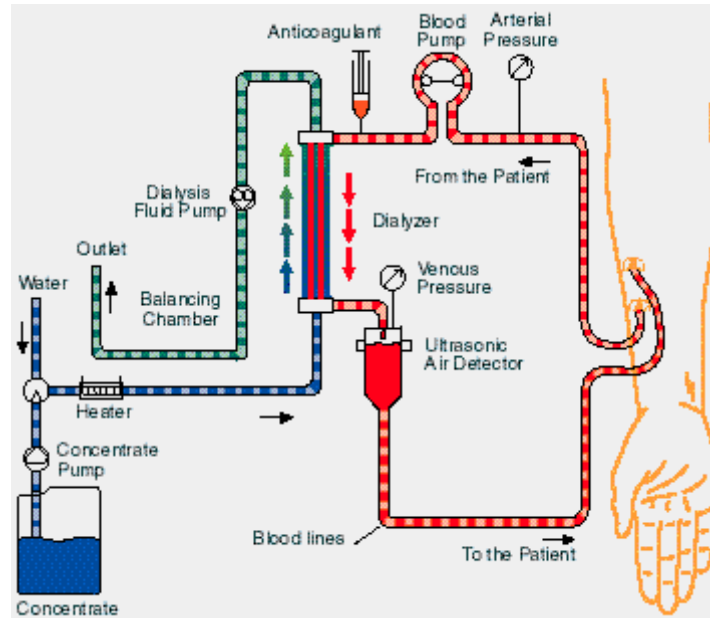 Anticoagulant
Blood
Pump
Arterial
Pressure
From the Patient
Dialysis
Fluid Pump
Dialyzer
Outlet
Water
Balancing
Chamber
Venous
Pressure
Ultrasonic
Air Detector
Heater
Concentrate
Pump
Blood lines
To the Patient
Concentrate